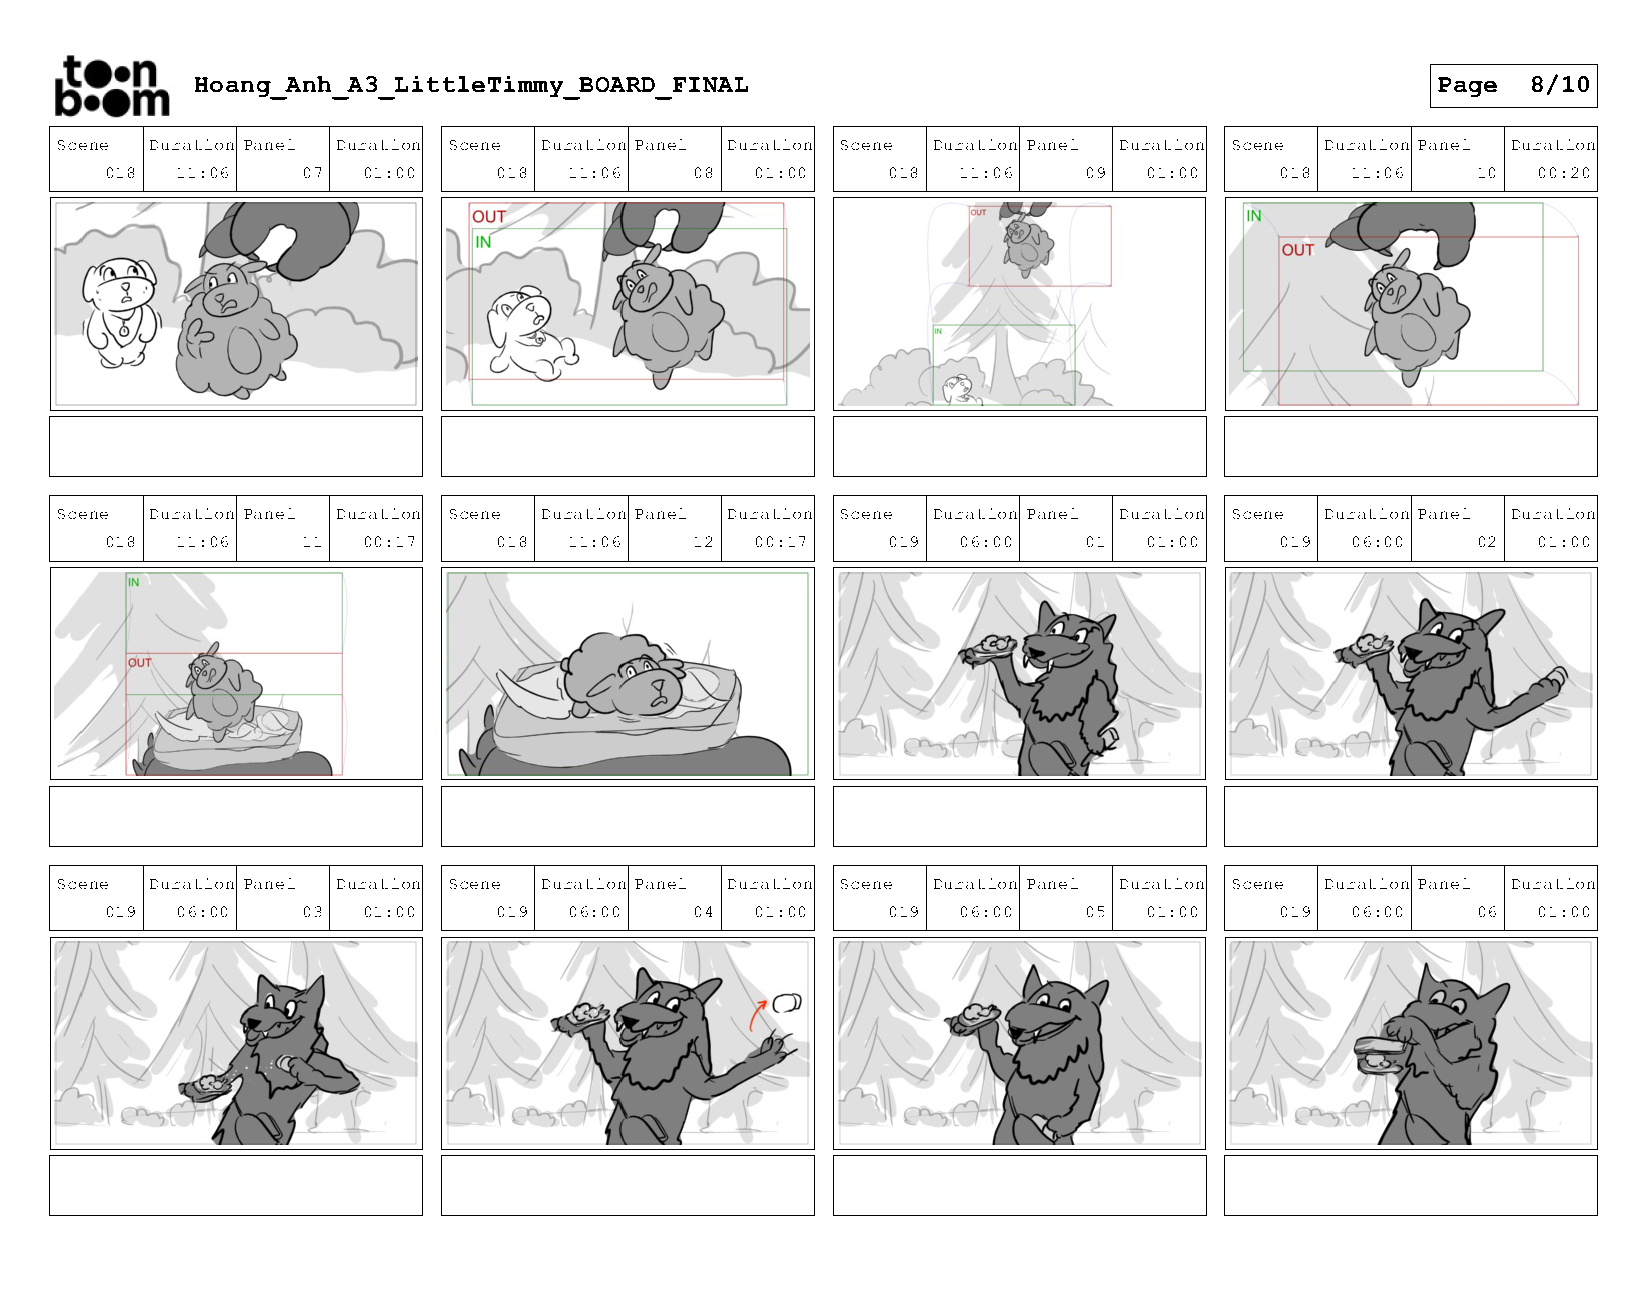 toon
boom
Hoang_Anh_A3_LittleTimmy_BOARD_FINAL
Page 8/10
Scene Duration Panel Duration Scene Duration Panel Duration Scene Duration Panel Duration Scene Duration Panel Duration
018 11:06 07 01:00 018 11:06 08 01:00 018 11:06 09 01:00 018 11:06 10 00:20
OUT
IN
OUT
IN
IN
OUT
Scene Duration Panel Duration Scene Duration Panel Duration Scene Duration Panel Duration Scene Duration Panel Duration
018 11:06 11 00:17 018 11:06 12 00:17 019 06:00 01 01:00 019 06:00 02 01:00
IN
OUT
Scene Duration Panel Duration Scene Duration Panel Duration Scene Duration Panel Duration Scene Duration Panel Duration
019 06:00 03 01:00 019 06:00 04 01:00 019 06:00 05 01:00 019 06:00 06 01:00